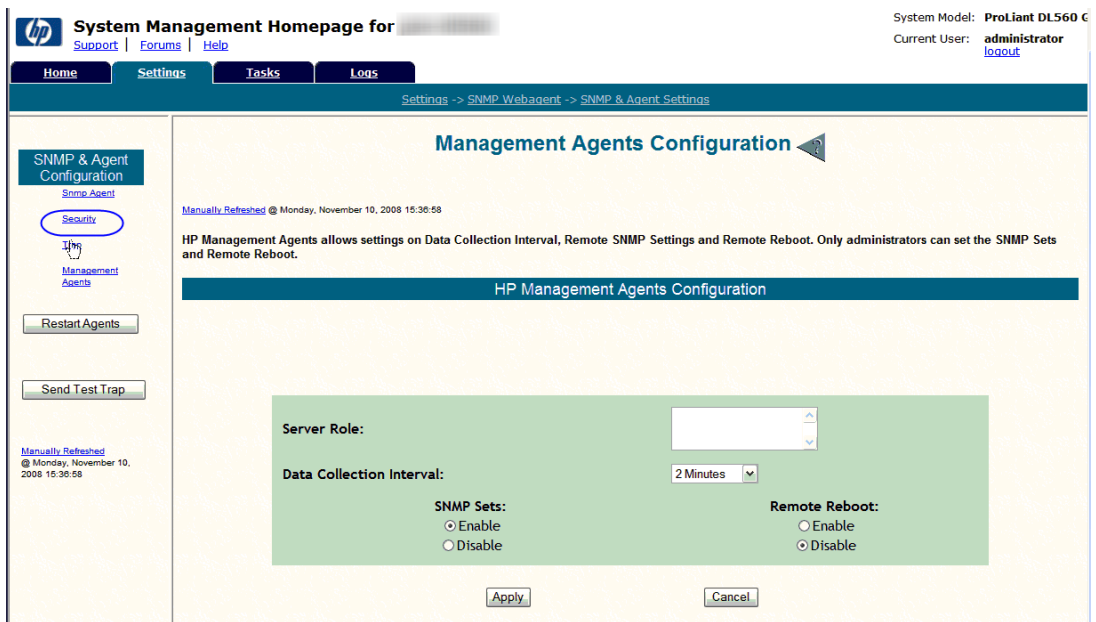 hp
System Management Homepage for
Support | Forums | Help
System Model: ProLiant DL560 G
Current User: administrator
logout
Home Settings Tasks Logs
Settings -> SNMP Webagent -> SNMP & Agent Settings
SNMP & Agent
Configuration
Snmp Agent
Security
Management
Agents
Restart Agents
Send Test Trap
Manually Refreshed
@ Monday, November 10,
2008 15:36:58
Management Agents Configuration ?
Manually Refreshed @ Monday, November 10, 2008 15:36:58
HP Management Agents allows settings on Data Collection Interval, Remote SNMP Settings and Remote Reboot. Only administrators can set the SNMP Sets
and Remote Reboot.
HP Management Agents Configuration
Server Role:
Data Collection Interval: 2 Minutes
SNMP Sets: Remote Reboot:
Enable Enable
Disable Disable
Apply Cancel